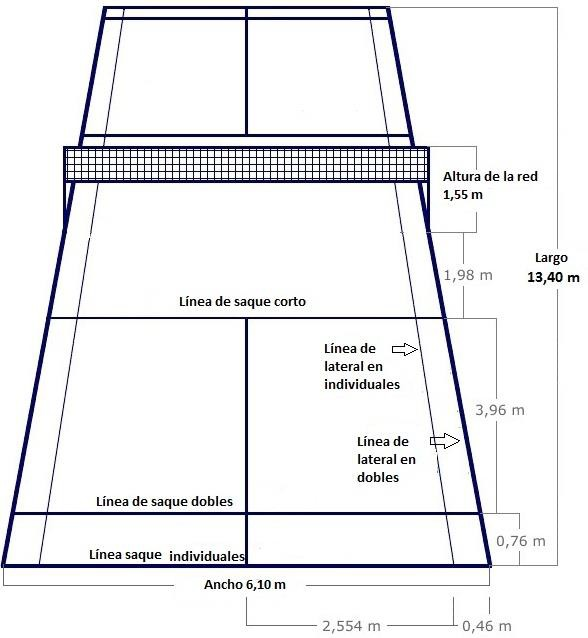 Altura de la red
1,55 m
Largo
13,40 m
1,98 m
Línea de saque corto
Línea de
lateral en
individuales
3,96 m
Línea de
lateral en
dobles
Línea de saque dobles
0,76 m
Línea saque individuales
Ancho 6,10 m
2,554 m
0,46 m